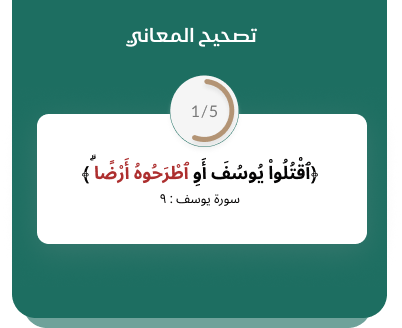 تصحيح المعاني
1/5
﴿ٱقْتُلُوا۟ يُوسُفَ أَوِ ٱطْرَحُوهُ أَرْضًا ۖ﴾
سورة يوسف : ٩